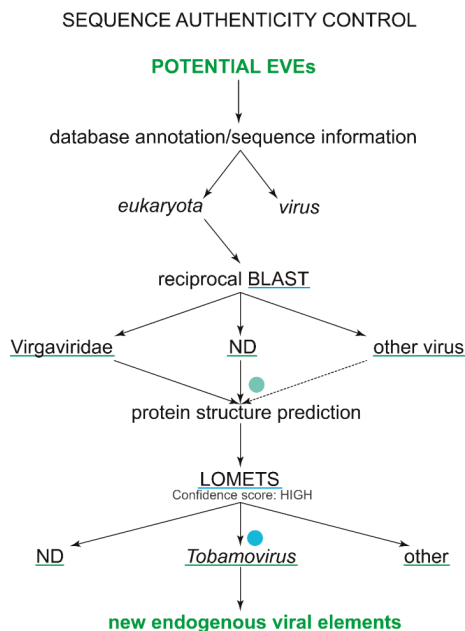 SEQUENCE AUTHENTICITY CONTROL
POTENTIAL EVEs
database annotation/sequence information
eukaryota virus
reciprocal BLAST
Virgaviridae ND other virus
protein structure prediction
LOMETS
Confidence score: HIGH
ND Tobamovirus other
new endogenous viral elements